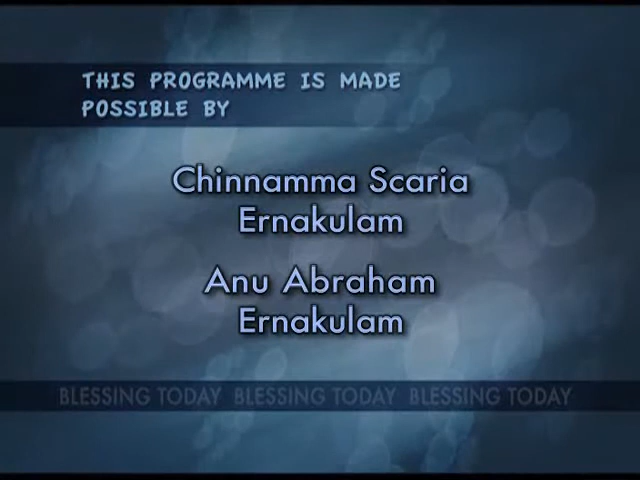 THIS PROGRAMME IS MADE
POSSIBLE BY
Chinnamma Scaria
Ernakulam
Anu Abraham
Ernakulam
BLESSING TODAY BLESSING TODAY BLESSING TODAY